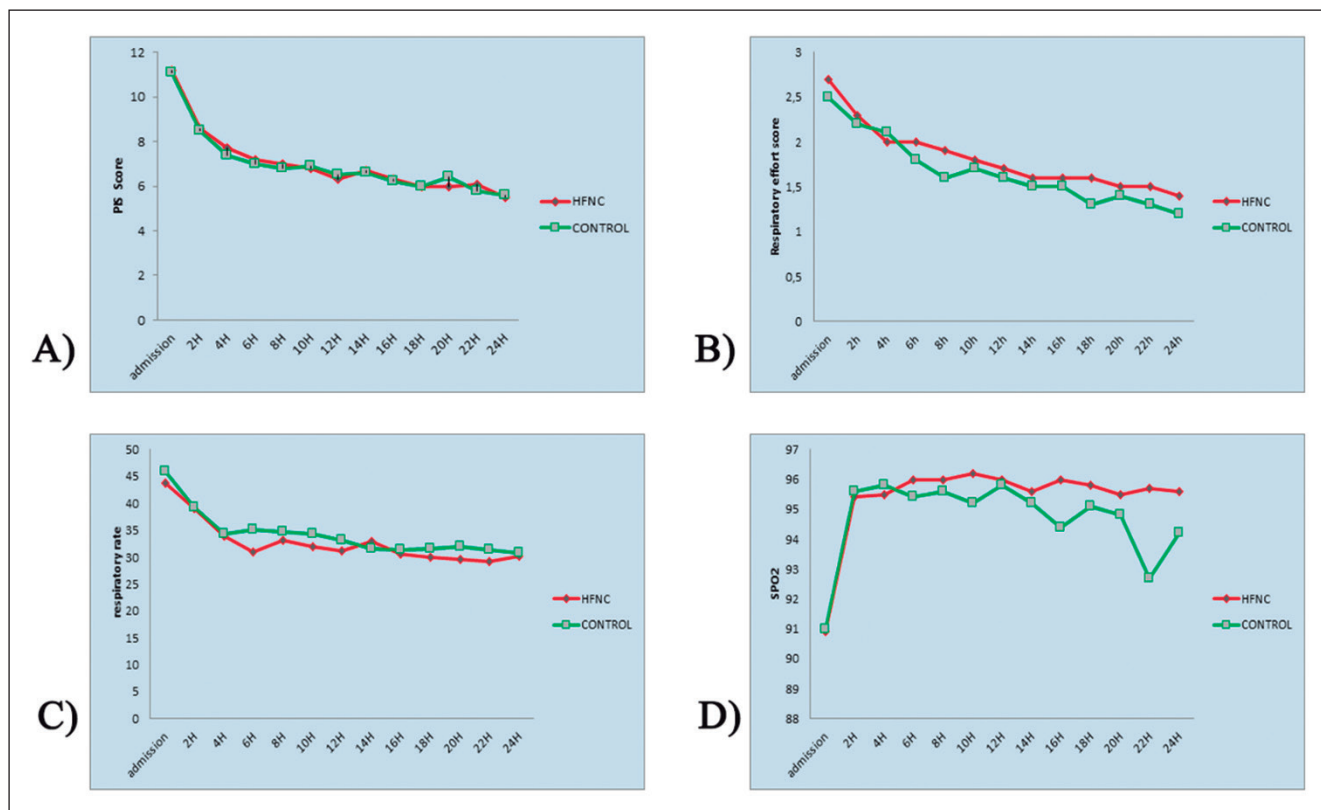 12
10
8
6
4
2
0
PIS Score
admission 2H 4H 6H 8H 10H 12H 14H 16H 18H 20H 22H 24H
HFNC
CONTROL
A)
3
2,5
2
1,5
1
0,5
0
Respiratory effort score
admission 2h 4h 6h 8h 10h 12h 14h 16h 18h 20h 22h 24h
HFNC
CONTROL
B)
50
45
40
35
30
25
20
15
10
5
0
respiratory rate
admission 2H 4H 6H 8H 10H 12H 14H 16H 18H 20H 22H 24H
HFNC
CONTROL
C)
97
96
95
94
93
92
91
90
89
88
SPO2
admission 2H 4H 6H 8H 10H 12H 14H 16H 18H 20H 22H 24H
HFNC
CONTROL
D)